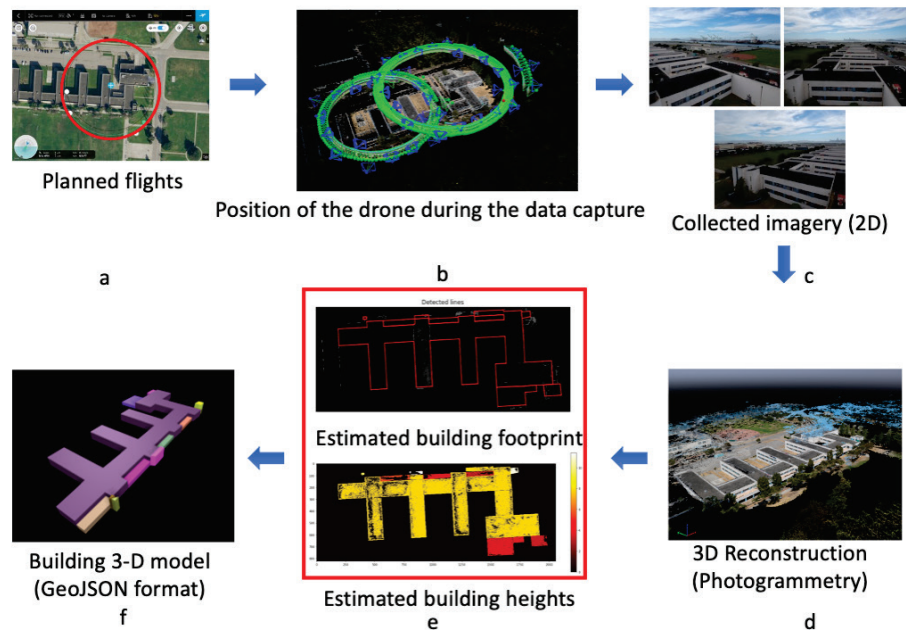 Planned flights
Position of the drone during the data capture
Collected imagery (2D)
a
b
c
Detected lines
Estimated building footprint
Estimated building heights
e
Building 3-D model
(GeoJSON format)
f
3D Reconstruction
(Photogrammetry)
d